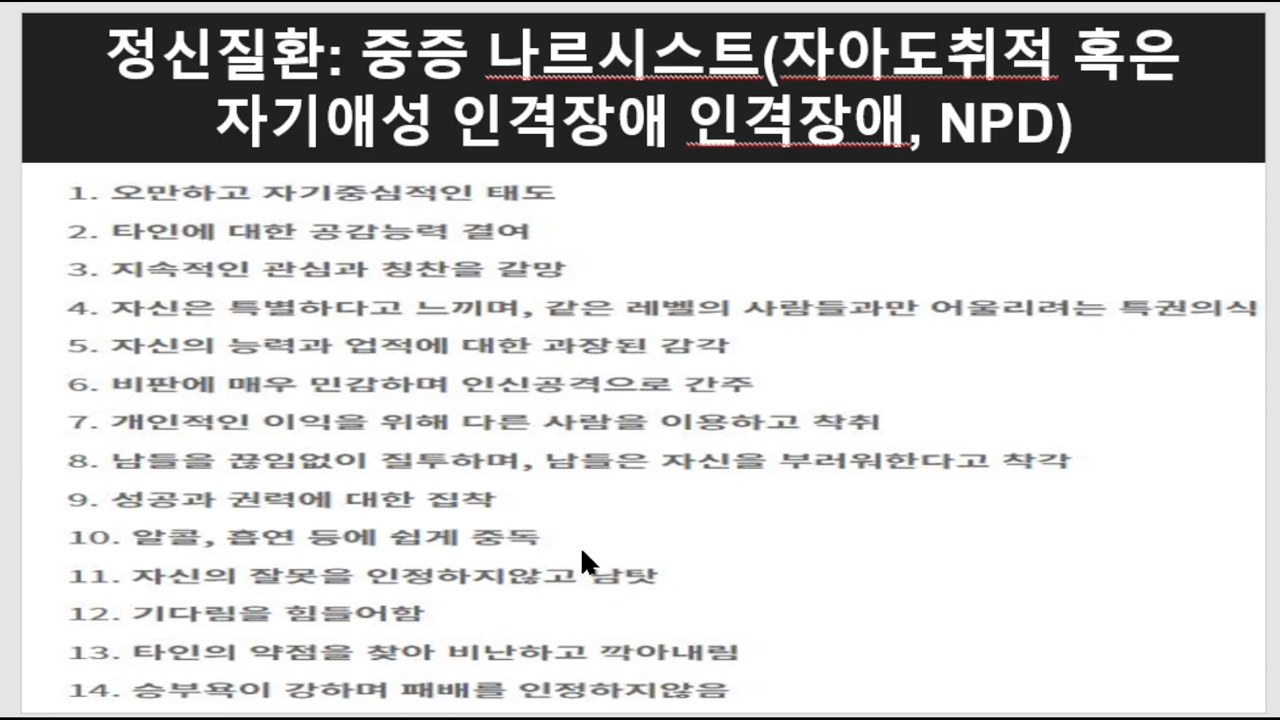 정신질환: 중증 나르시스트(자아도취적 혹은
자기애성 인격장애 인격장애, NPD)
1. 오만하고 자기중심적인 태도
2. 타인에 대한 공감능력 결여
3. 지속적인 관심과 칭찬을 갈망
4. 자신은 특별하다고 느끼며, 같은 레벨의 사람들과만 어울리려는 특권의식
5. 자신의 능력과 업적에 대한 과장된 감각
6. 비판에 매우 민감하며 인신공격으로 간주
7. 개인적인 이익을 위해 다른 사람을 이용하고 착취
8. 남들을 끊임없이 질투하며, 남들은 자신을 부러워한다고 착각
9. 성공과 권력에 대한 집착
10. 알콜, 흡연 등에 쉽게 중독
11. 자신의 잘못을 인정하지않고 남탓
12. 기다림을 힘들어함
13. 타인의 약점을 찾아 비난하고 깍아내림
14. 승부욕이 강하며 패배를 인정하지않음